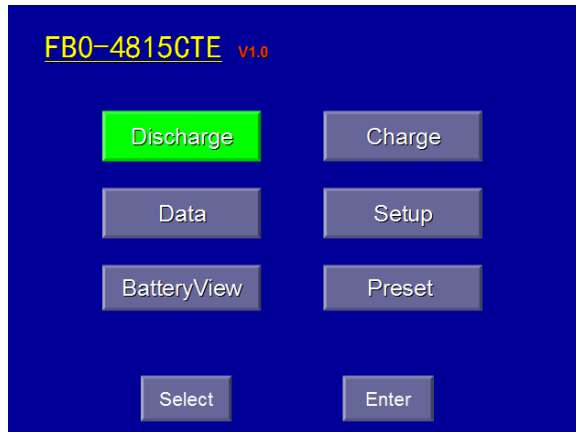 FBO-4815CTE V1.0
Discharge Charge
Data Setup
BatteryView Preset
Select Enter